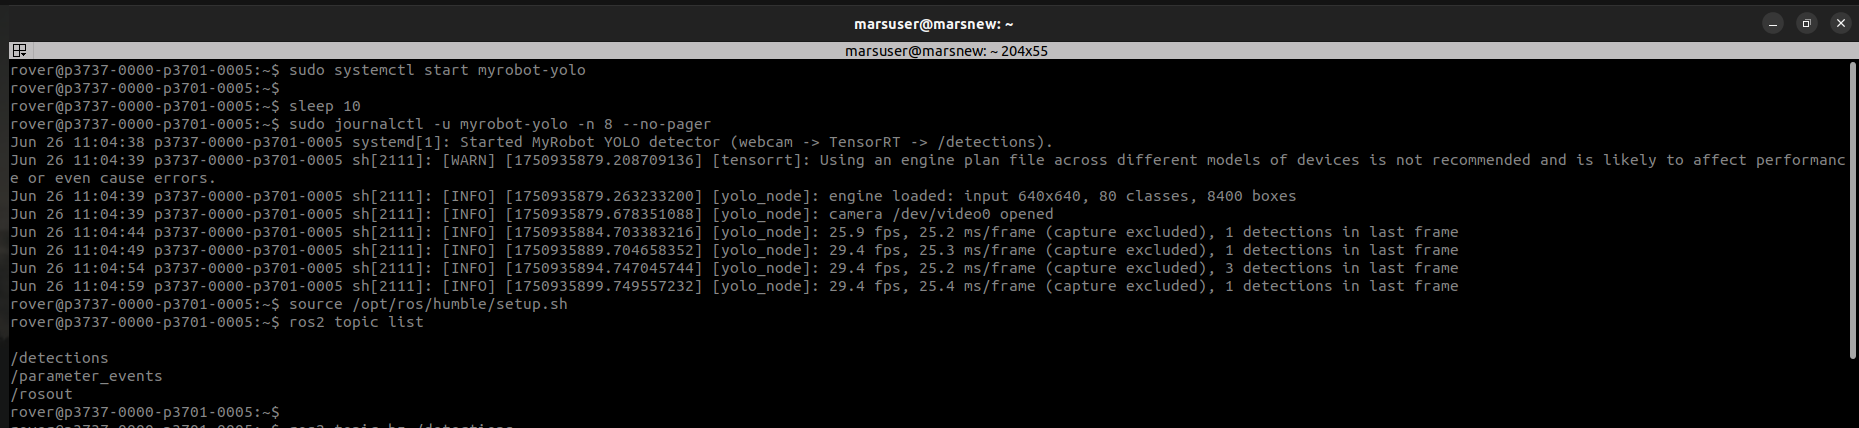 marsuser@marsnew: ~
marsuser@marsnew: ~ 204x55
rover@p3737-0000-p3701-0005:~$ sudo systemctl start myrobot-yolo
rover@p3737-0000-p3701-0005:~$
rover@p3737-0000-p3701-0005:~$ sleep 10
rover@p3737-0000-p3701-0005:~$ sudo journalctl -u myrobot-yolo -n 8 --no-pager
Jun 26 11:04:38 p3737-0000-p3701-0005 systemd[1]: Started MyRobot YOLO detector (webcam -> TensorRT -> /detections).
Jun 26 11:04:39 p3737-0000-p3701-0005 sh[2111]: [WARN] [1750935879.208709136] [tensorrt]: Using an engine plan file across different models of devices is not recommended and is likely to affect performanc
e or even cause errors.
Jun 26 11:04:39 p3737-0000-p3701-0005 sh[2111]: [INFO] [1750935879.263233200] [yolo_node]: engine loaded: input 640x640, 80 classes, 8400 boxes
Jun 26 11:04:39 p3737-0000-p3701-0005 sh[2111]: [INFO] [1750935879.678351088] [yolo_node]: camera /dev/video0 opened
Jun 26 11:04:44 p3737-0000-p3701-0005 sh[2111]: [INFO] [1750935884.703383216] [yolo_node]: 25.9 fps, 25.2 ms/frame (capture excluded), 1 detections in last frame
Jun 26 11:04:49 p3737-0000-p3701-0005 sh[2111]: [INFO] [1750935889.704658352] [yolo_node]: 29.4 fps, 25.3 ms/frame (capture excluded), 1 detections in last frame
Jun 26 11:04:54 p3737-0000-p3701-0005 sh[2111]: [INFO] [1750935894.747045744] [yolo_node]: 29.4 fps, 25.2 ms/frame (capture excluded), 3 detections in last frame
Jun 26 11:04:59 p3737-0000-p3701-0005 sh[2111]: [INFO] [1750935899.749557232] [yolo_node]: 29.4 fps, 25.4 ms/frame (capture excluded), 1 detections in last frame
rover@p3737-0000-p3701-0005:~$ source /opt/ros/humble/setup.sh
rover@p3737-0000-p3701-0005:~$ ros2 topic list
/detections
/parameter_events
/rosout
rover@p3737-0000-p3701-0005:~$
rover@p3737-0000-p3701-0005:~$ ros2 topic hz /detections